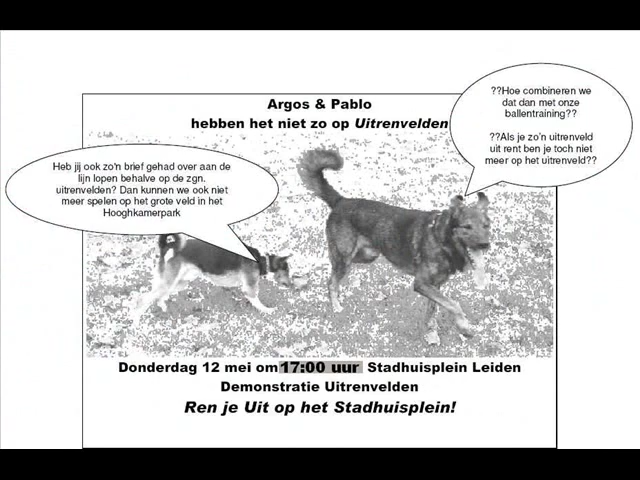 Argos & Pablo
hebben het niet zo op Uitrenvelden
??Hoe combineren we
dat dan met onze
ballentraining??
??Als je zo'n uitrenveld
uit rent ben je toch niet
meer op het uitrenveld??
Heb jij ook zo'n brief gehad over aan de
lijn lopen behalve op de zgn.
uitrenvelden? Dan kunnen we ook niet
meer spelen op het grote veld in het
Hooghkamerpark
Donderdag 12 mei om 17:00 uur Stadhuisplein Leiden
Demonstratie Uitrenvelden
Ren je Uit op het Stadhuisplein!